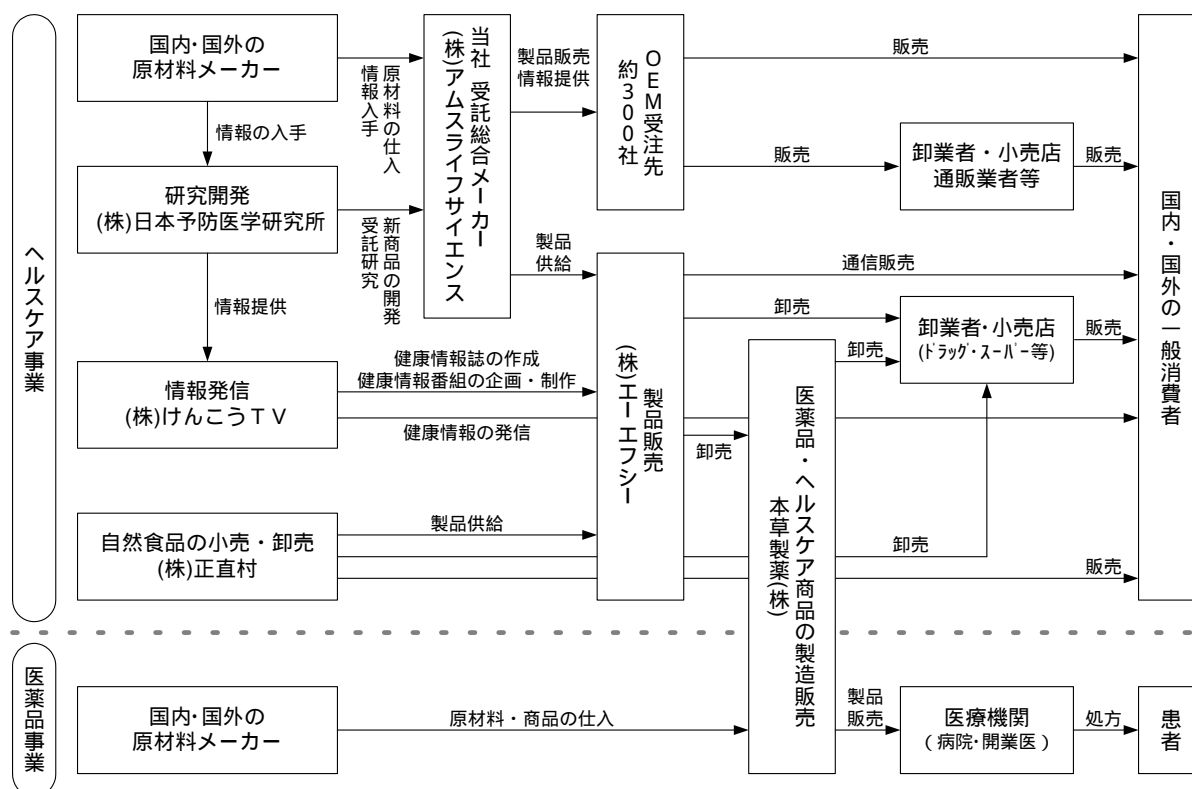 ヘルスケア事業
国内・国外の
原材料メーカー
原材料の仕入
情報入手
情報の入手
研究開発
(株)日本予防医学研究所
新商品の開発
受託研究
情報提供
情報発信
(株)けんこうTV
健康情報誌の作成
健康情報番組の企画・制作
健康情報の発信
自然食品の小売・卸売
(株)正直村
製品供給
当社 受託総合メーカー
(株)アムスライフサイエンス
製品販売
情報提供
製品
供給
OEM受注先
約300社
販売
販売
卸業者・小売店
通販業者等
販売
製品販売
(株)エーエフシー
通信販売
卸売
卸売
卸売
卸業者・小売店
(ドラッグ・スーパー等)
販売
医薬品・ヘルスケア商品の製造販売
本草製薬(株)
卸売
販売
国内・国外の一般消費者
医薬品事業
国内・国外の
原材料メーカー
原材料・商品の仕入
製品
販売
医療機関
(病院・開業医)
処方
患者